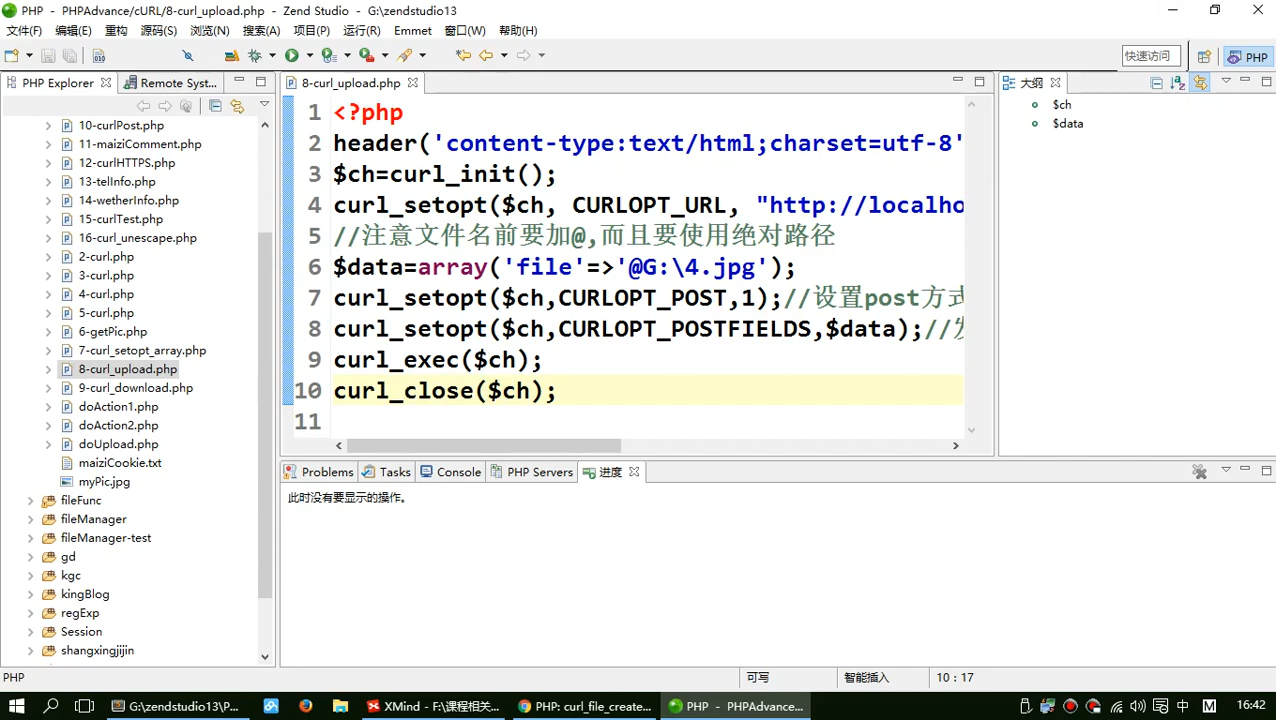 PHP - PHPAdvance/cURL/8-curl_upload.php - Zend Studio - G:\zendstudio13
文件(F) 编辑(E) 重构 源码(S) 浏览(N) 搜索(A) 项目(P) 运行(R) Emmet 窗口(W) 帮助(H)
快速访问 PHP
PHP Explorer Remote Syst... 8-curl_upload.php 大纲
10-curlPost.php
11-maiziComment.php
12-curlHTTPS.php
13-telInfo.php
14-wetherInfo.php
15-curlTest.php
16-curl_unescape.php
2-curl.php
3-curl.php
4-curl.php
5-curl.php
6-getPic.php
7-curl_setopt_array.php
8-curl_upload.php
9-curl_download.php
doAction1.php
doAction2.php
doUpload.php
maiziCookie.txt
myPic.jpg
fileFunc
fileManager
fileManager-test
gd
kgc
kingBlog
regExp
Session
shangxingjijin
1 <?php
2 header('content-type:text/html;charset=utf-8'
3 $ch=curl_init();
4 curl_setopt($ch, CURLOPT_URL, "http://localho
5 //注意文件名前要加@,而且要使用绝对路径
6 $data=array('file'=>'@G:\4.jpg');
7 curl_setopt($ch,CURLOPT_POST,1);//设置post方式
8 curl_setopt($ch,CURLOPT_POSTFIELDS,$data);//
9 curl_exec($ch);
10 curl_close($ch);
11
$ch
$data
Problems Tasks Console PHP Servers 进度
此时没有要显示的操作。
PHP 可写 智能插入 10 : 17
G:\zendstudio13\P... XMind - F:\课程相关... PHP: curl_file_create... PHP - PHPAdvance... 中 M 16:42